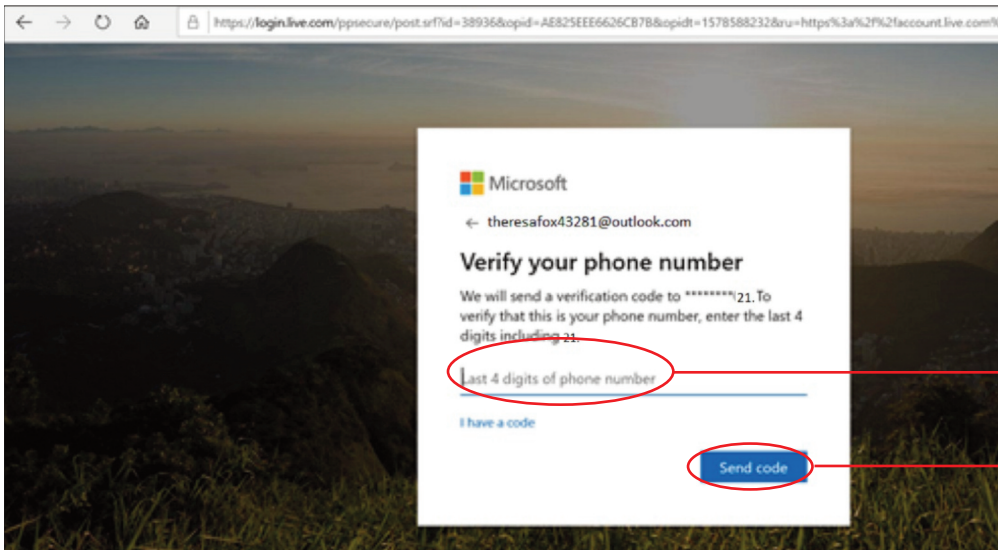 https://login.live.com/ppsecure/post.srf?id=38936&opid=AE825EEE6626CB7B&opidt=1578588232&ru=https%3a%2f%2faccount.live.com%
Microsoft
← theresafox43281@outlook.com
Verify your phone number
We will send a verification code to ********21. To
verify that this is your phone number, enter the last 4
digits including 21.
Last 4 digits of phone number
I have a code
Send code